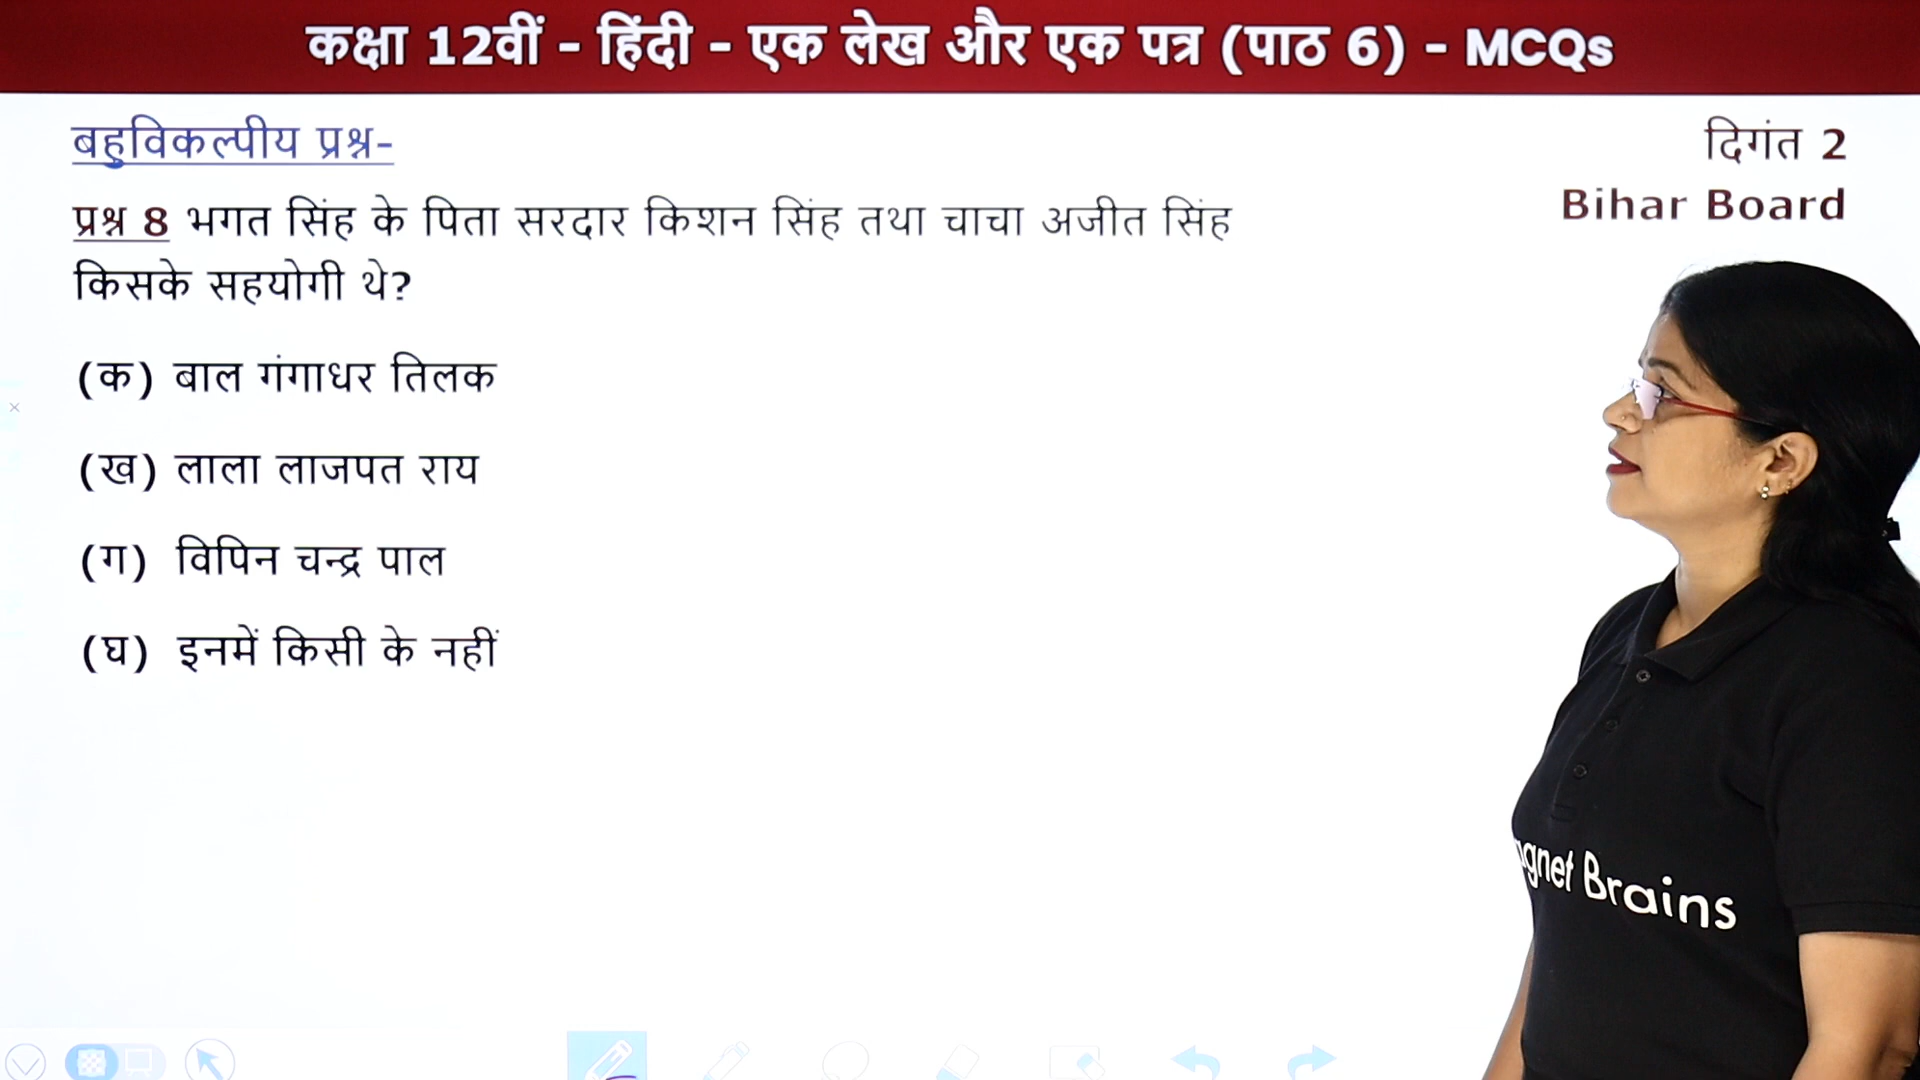 कक्षा 12वीं - हिंदी - एक लेख और एक पत्र (पाठ 6) - MCQs
बहुविकल्पीय प्रश्न-
दिगंत 2
Bihar Board
प्रश्न 8 भगत सिंह के पिता सरदार किशन सिंह तथा चाचा अजीत सिंह
किसके सहयोगी थे?
(क) बाल गंगाधर तिलक
(ख) लाला लाजपत राय
(ग) विपिन चन्द्र पाल
(घ) इनमें किसी के नहीं
gnet Brains